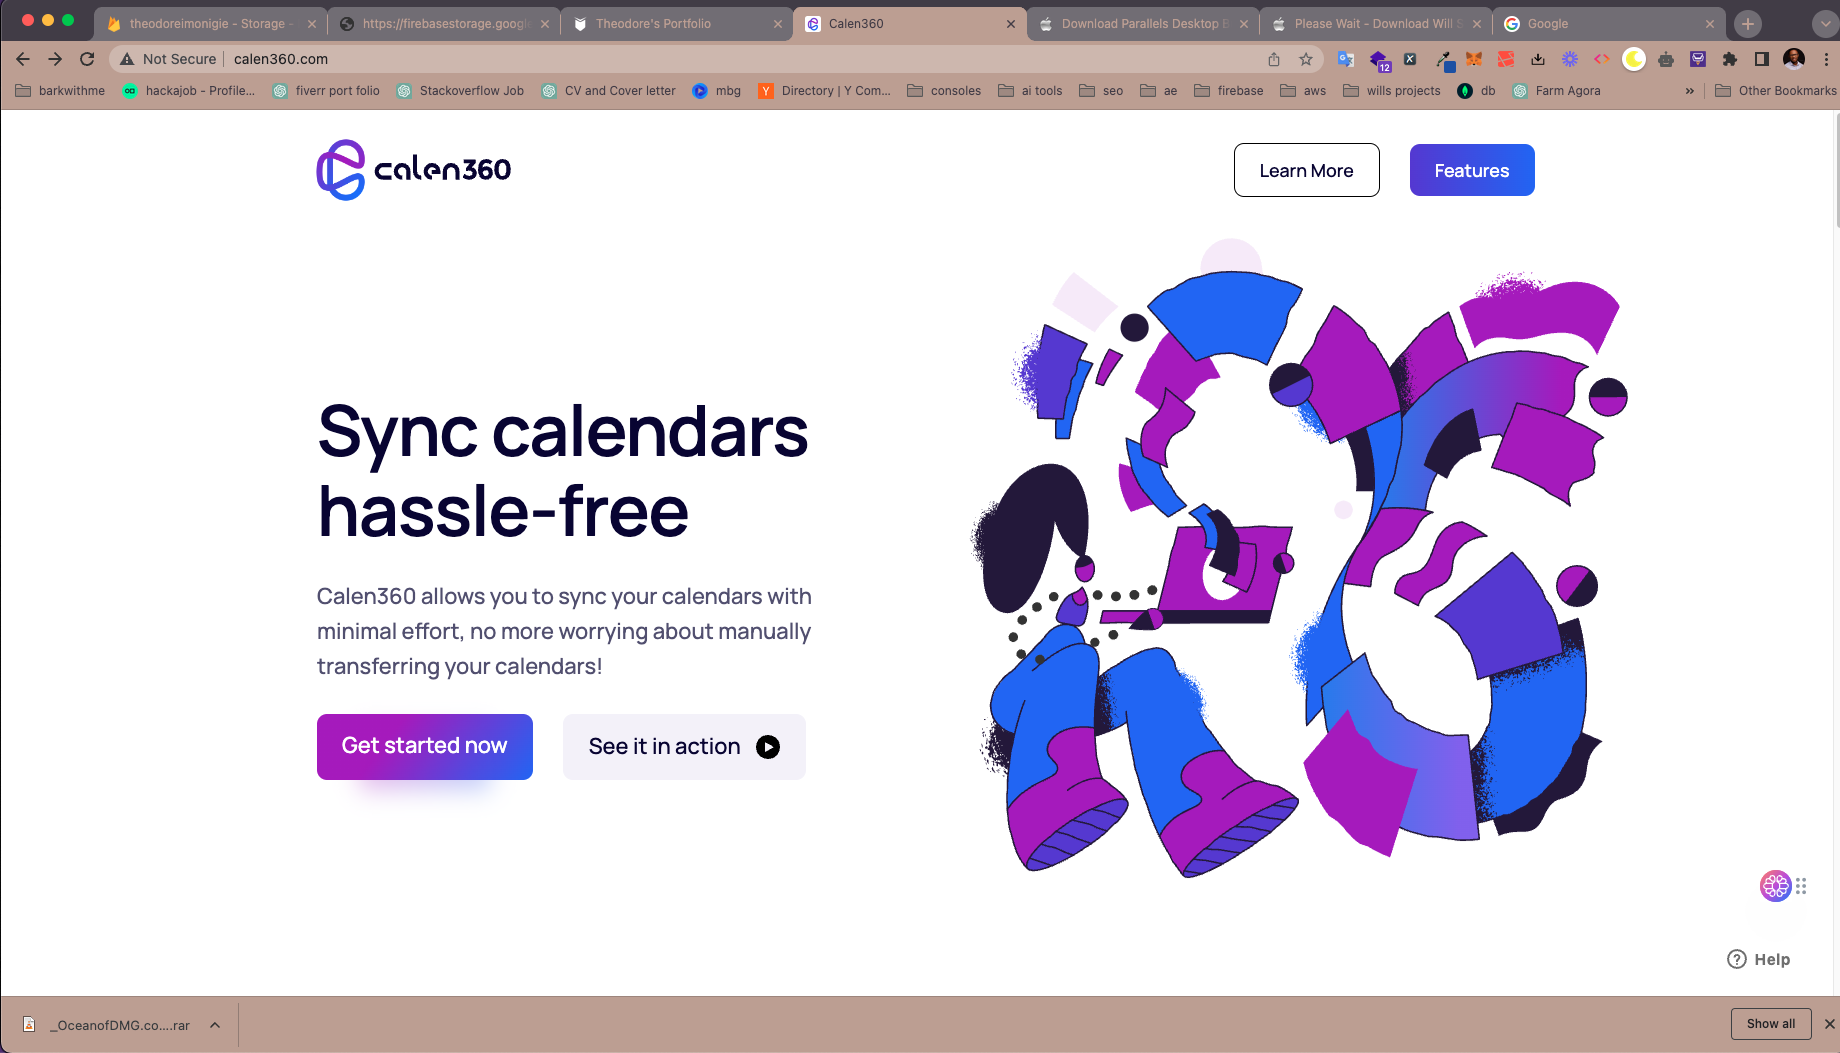 theodoreimonigie - Storage -
https://firebasestorage.googl
Theodore's Portfolio
Calen360
Download Parallels Desktop B
Please Wait - Download Will S
Google
Not Secure
calen360.com
12
barkwithme
hackajob - Profile...
fiverr port folio
Stackoverflow Job
CV and Cover letter
mbg
Directory | Y Com...
consoles
ai tools
seo
ae
firebase
aws
wills projects
db
Farm Agora
»
Other Bookmarks
calen360
Learn More
Features
Sync calendars
hassle-free
Calen360 allows you to sync your calendars with
minimal effort, no more worrying about manually
transferring your calendars!
Get started now
See it in action
Help
_OceanofDMG.co....rar
Show all